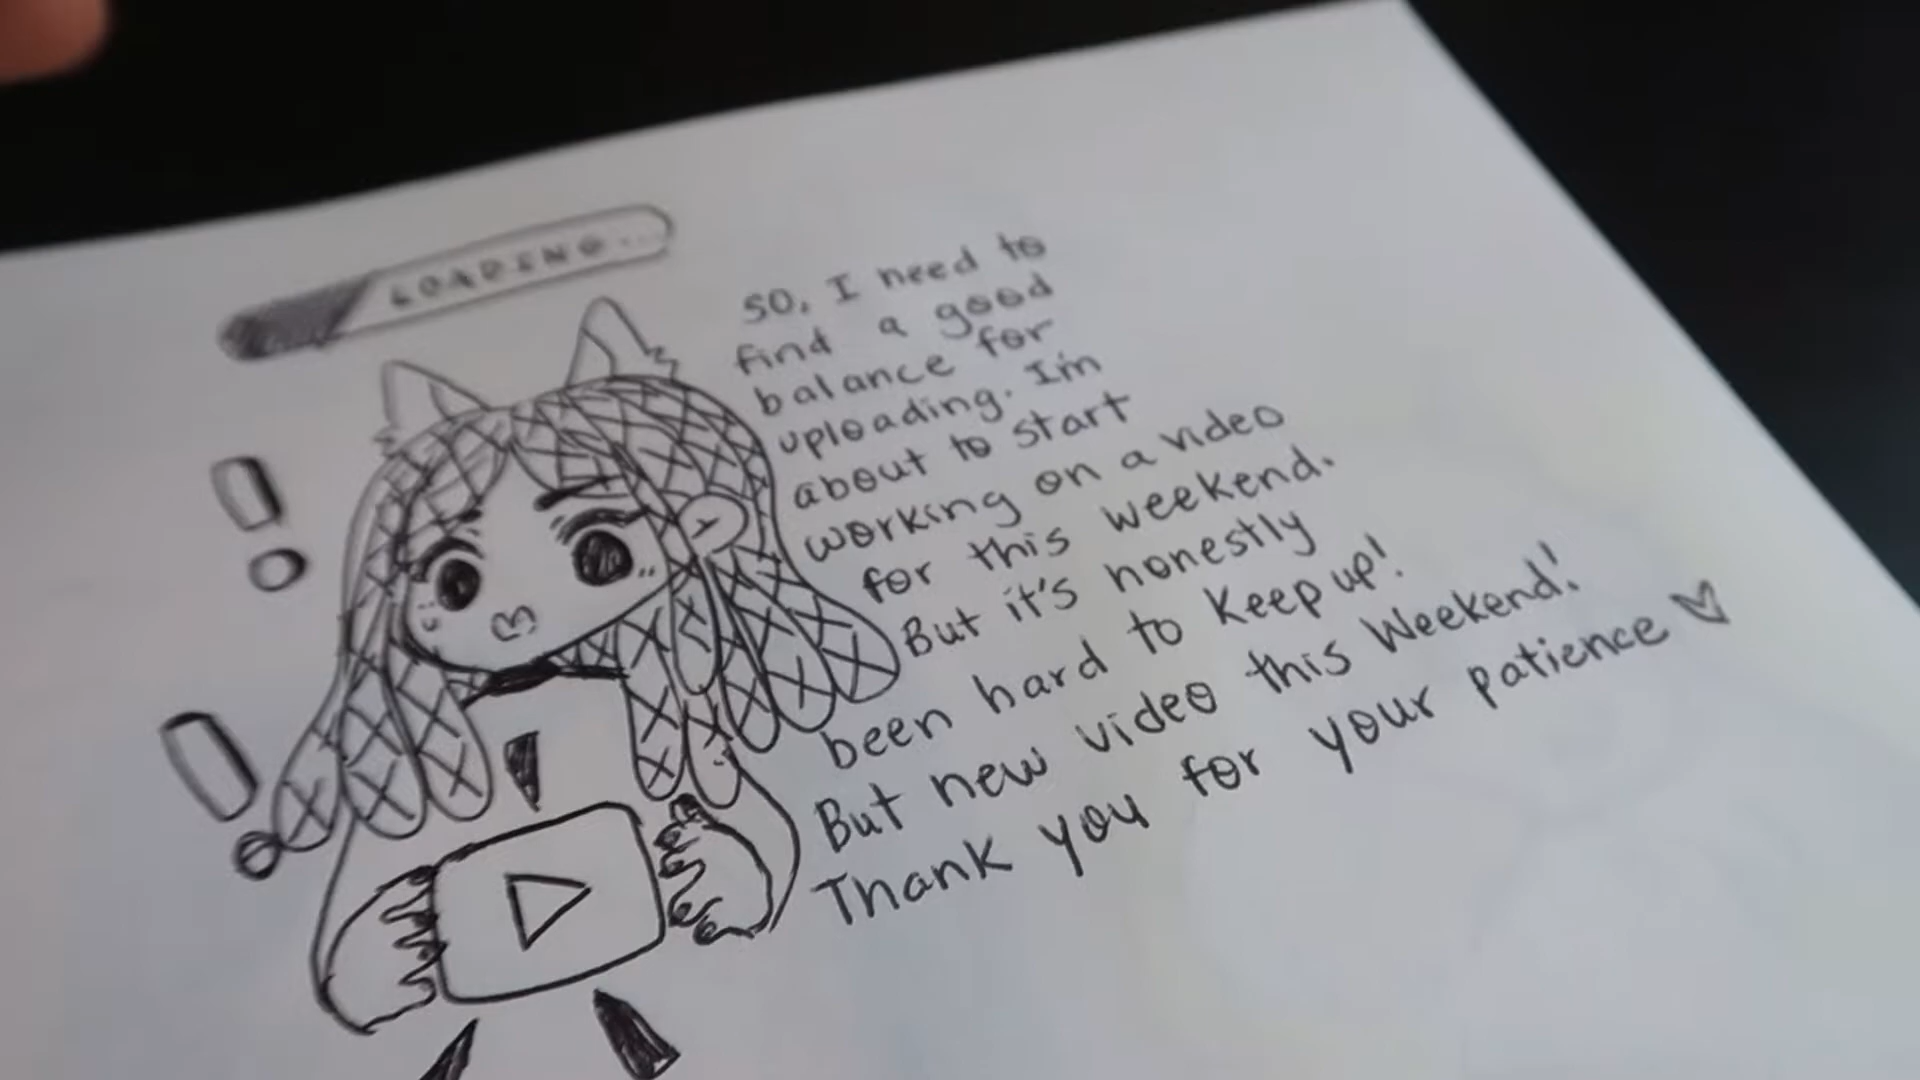 LOADING...
SO, I need to
find a good
balance for
uploading. I'm
about to start
working on a video
for this weekend.
But it's honestly
been hard to keep up!
But new video this Weekend!
Thank you for your patience ♡